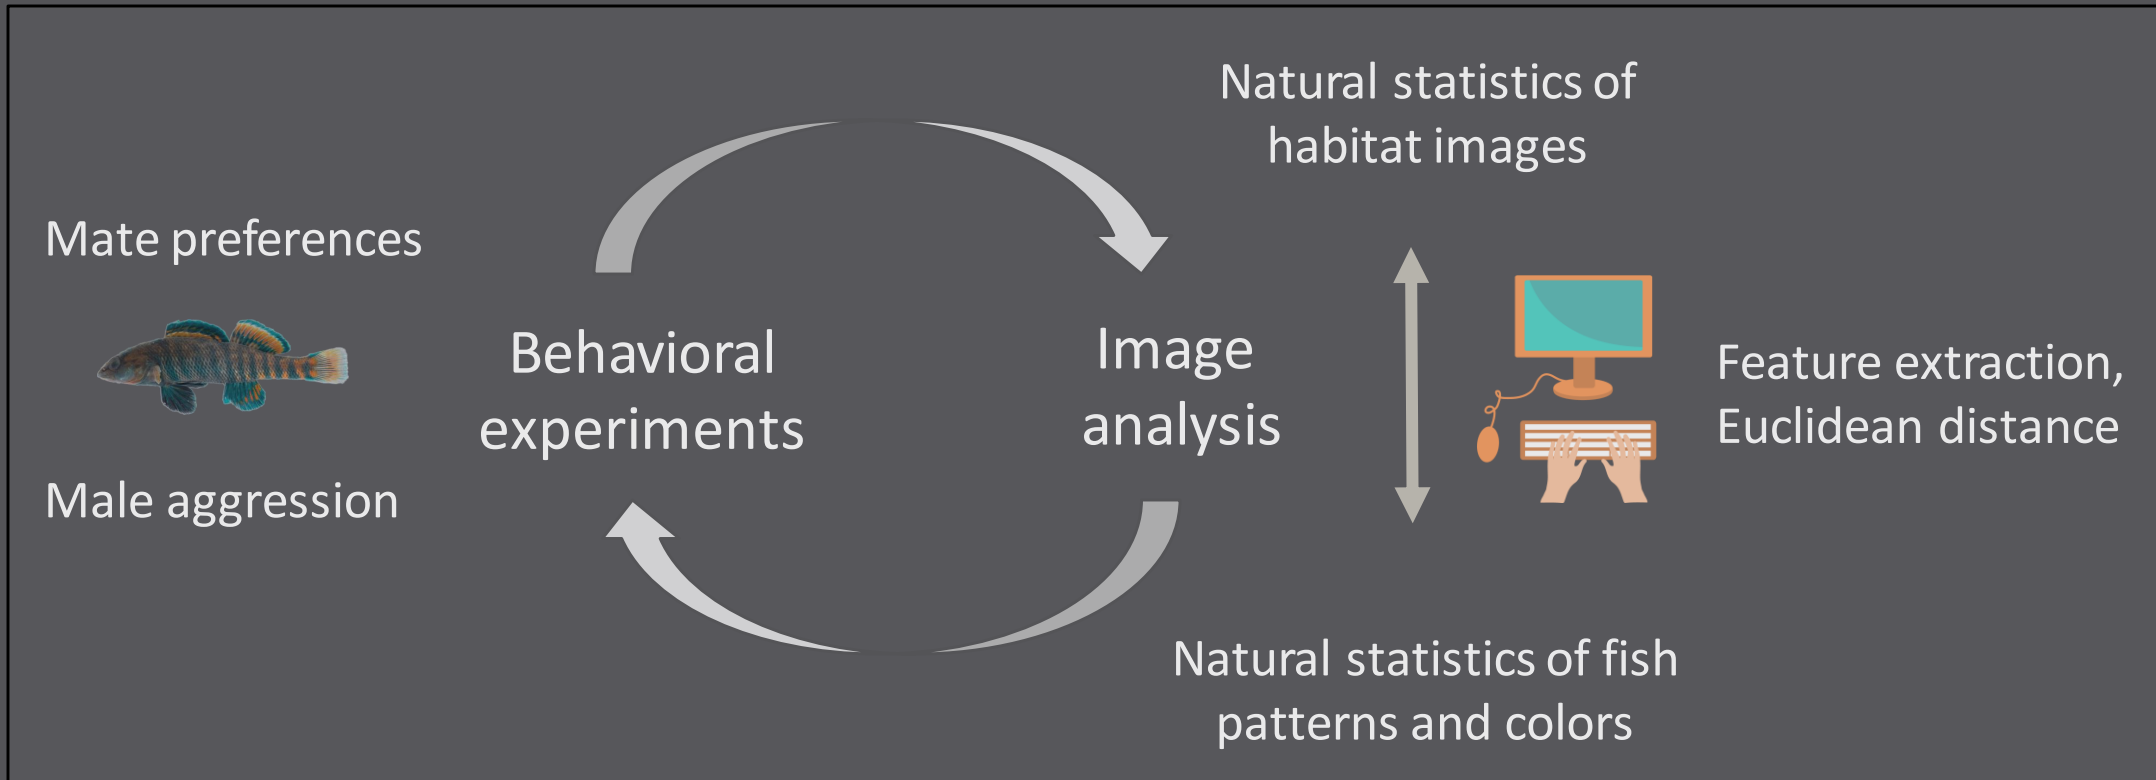 Mate preferences
Male aggression
Behavioral
experiments
Image
analysis
Natural statistics of
habitat images
Feature extraction,
Euclidean distance
Natural statistics of fish
patterns and colors